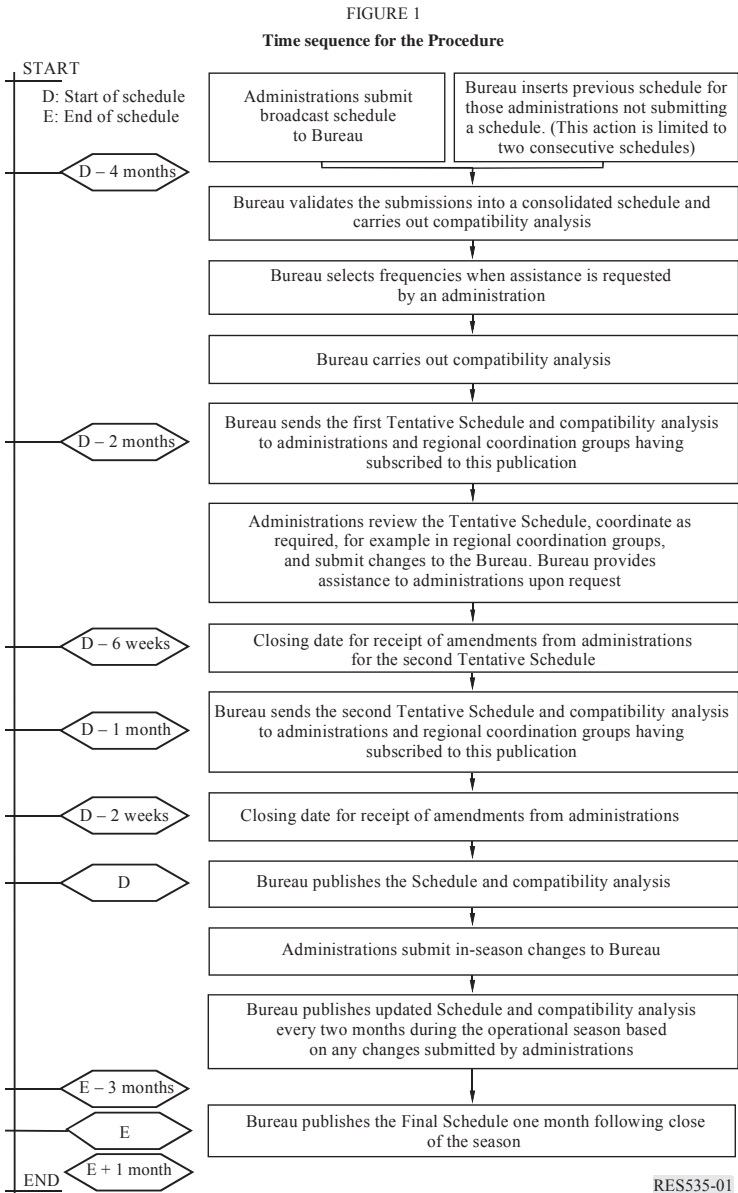 FIGURE 1
Time sequence for the Procedure
START
D: Start of schedule
E: End of schedule
Administrations submit
broadcast schedule
to Bureau
Bureau inserts previous schedule for
those administrations not submitting
a schedule. (This action is limited to
two consecutive schedules)
D – 4 months
Bureau validates the submissions into a consolidated schedule and
carries out compatibility analysis
Bureau selects frequencies when assistance is requested
by an administration
Bureau carries out compatibility analysis
D – 2 months
Bureau sends the first Tentative Schedule and compatibility analysis
to administrations and regional coordination groups having
subscribed to this publication
Administrations review the Tentative Schedule, coordinate as
required, for example in regional coordination groups,
and submit changes to the Bureau. Bureau provides
assistance to administrations upon request
D – 6 weeks
Closing date for receipt of amendments from administrations
for the second Tentative Schedule
D – 1 month
Bureau sends the second Tentative Schedule and compatibility analysis
to administrations and regional coordination groups having
subscribed to this publication
D – 2 weeks
Closing date for receipt of amendments from administrations
D
Bureau publishes the Schedule and compatibility analysis
Administrations submit in-season changes to Bureau
Bureau publishes updated Schedule and compatibility analysis
every two months during the operational season based
on any changes submitted by administrations
E – 3 months
E
Bureau publishes the Final Schedule one month following close
of the season
E + 1 month
END
RES535-01